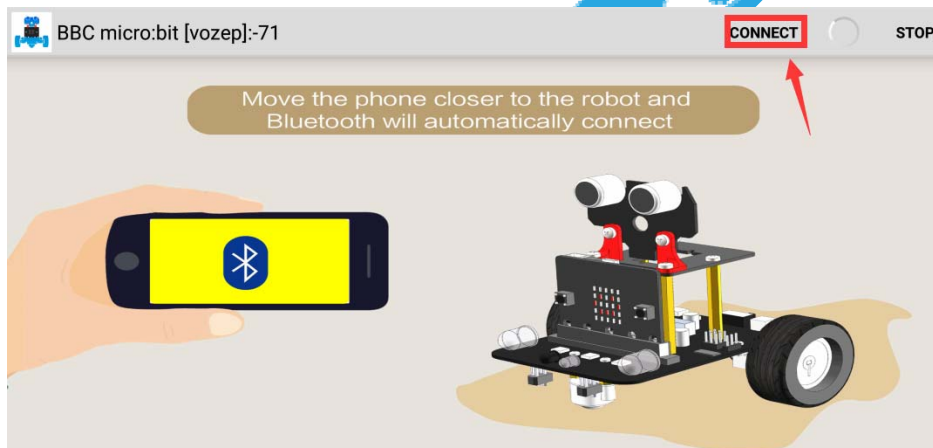 BBC micro:bit [vozep]:-71 CONNECT STOP
Move the phone closer to the robot and
Bluetooth will automatically connect